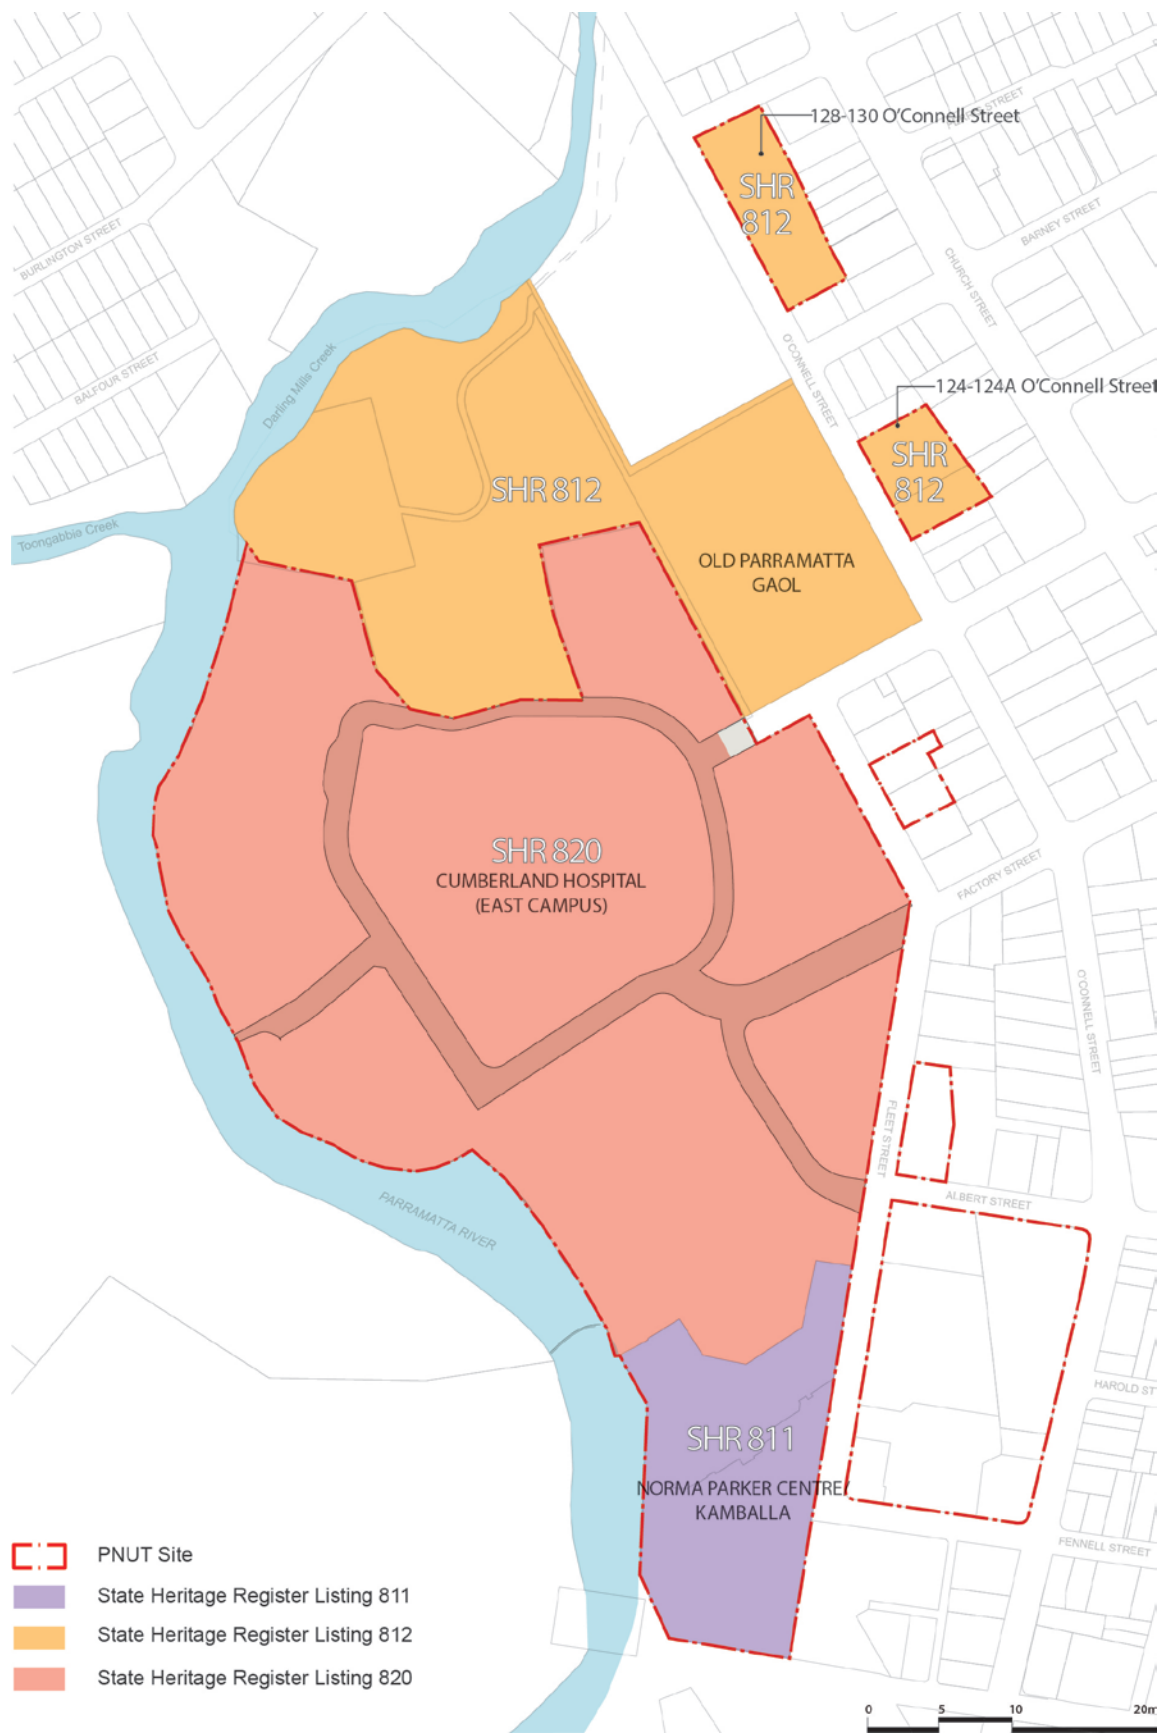 128-130 O'Connell Street
SHR
812
BURLINGTON STREET
BARNEY STREET
CHURCH STREET
O'CONNELL STREET
BALFOUR STREET
Darling Mills Creek
124-124A O'Connell Street
SHR
812
SHR 812
Toongabbie Creek
OLD PARRAMATTA
GAOL
SHR 820
CUMBERLAND HOSPITAL
(EAST CAMPUS)
FACTORY STREET
O'CONNELL STREET
FLEET STREET
ALBERT STREET
PARRAMATTA RIVER
HAROLD ST
SHR 811
NORMA PARKER CENTRE/
KAMBALLA
FENNELL STREET
PNUT Site
State Heritage Register Listing 811
State Heritage Register Listing 812
State Heritage Register Listing 820
0 5 10 20m